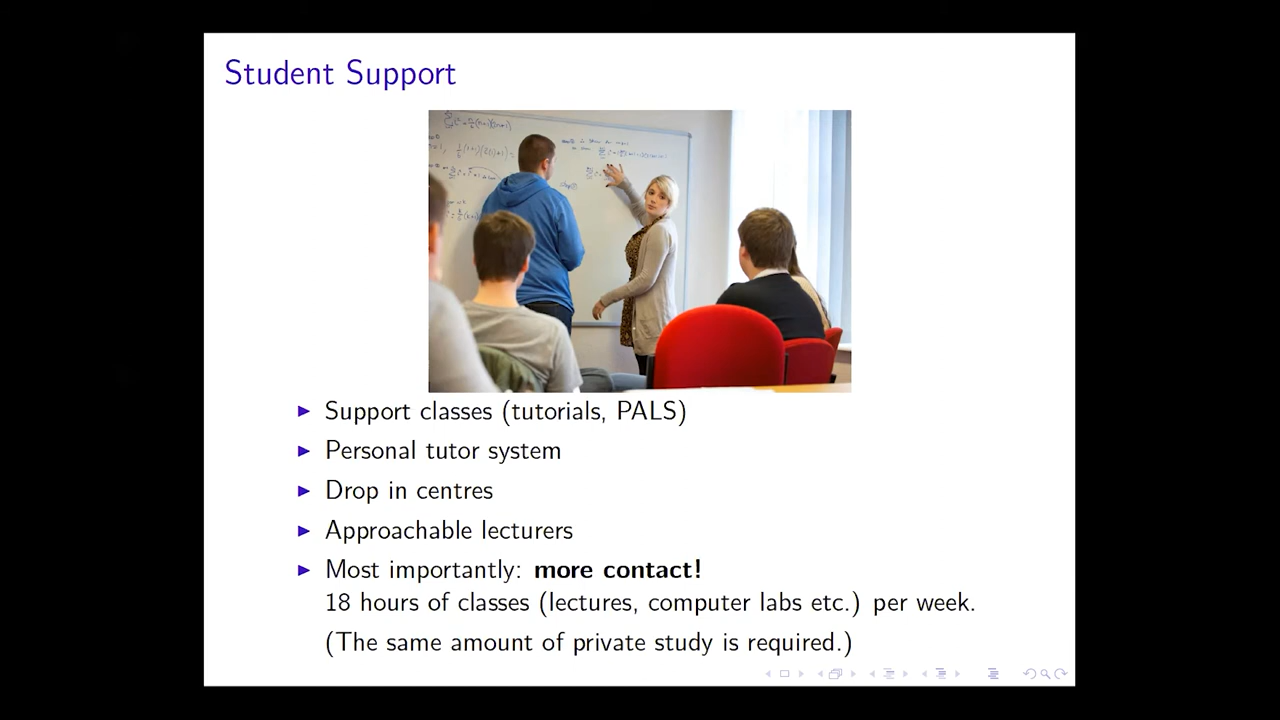 Student Support
Support classes (tutorials, PALS)
Personal tutor system
Drop in centres
Approachable lecturers
Most importantly: more contact!
18 hours of classes (lectures, computer labs etc.) per week.
(The same amount of private study is required.)